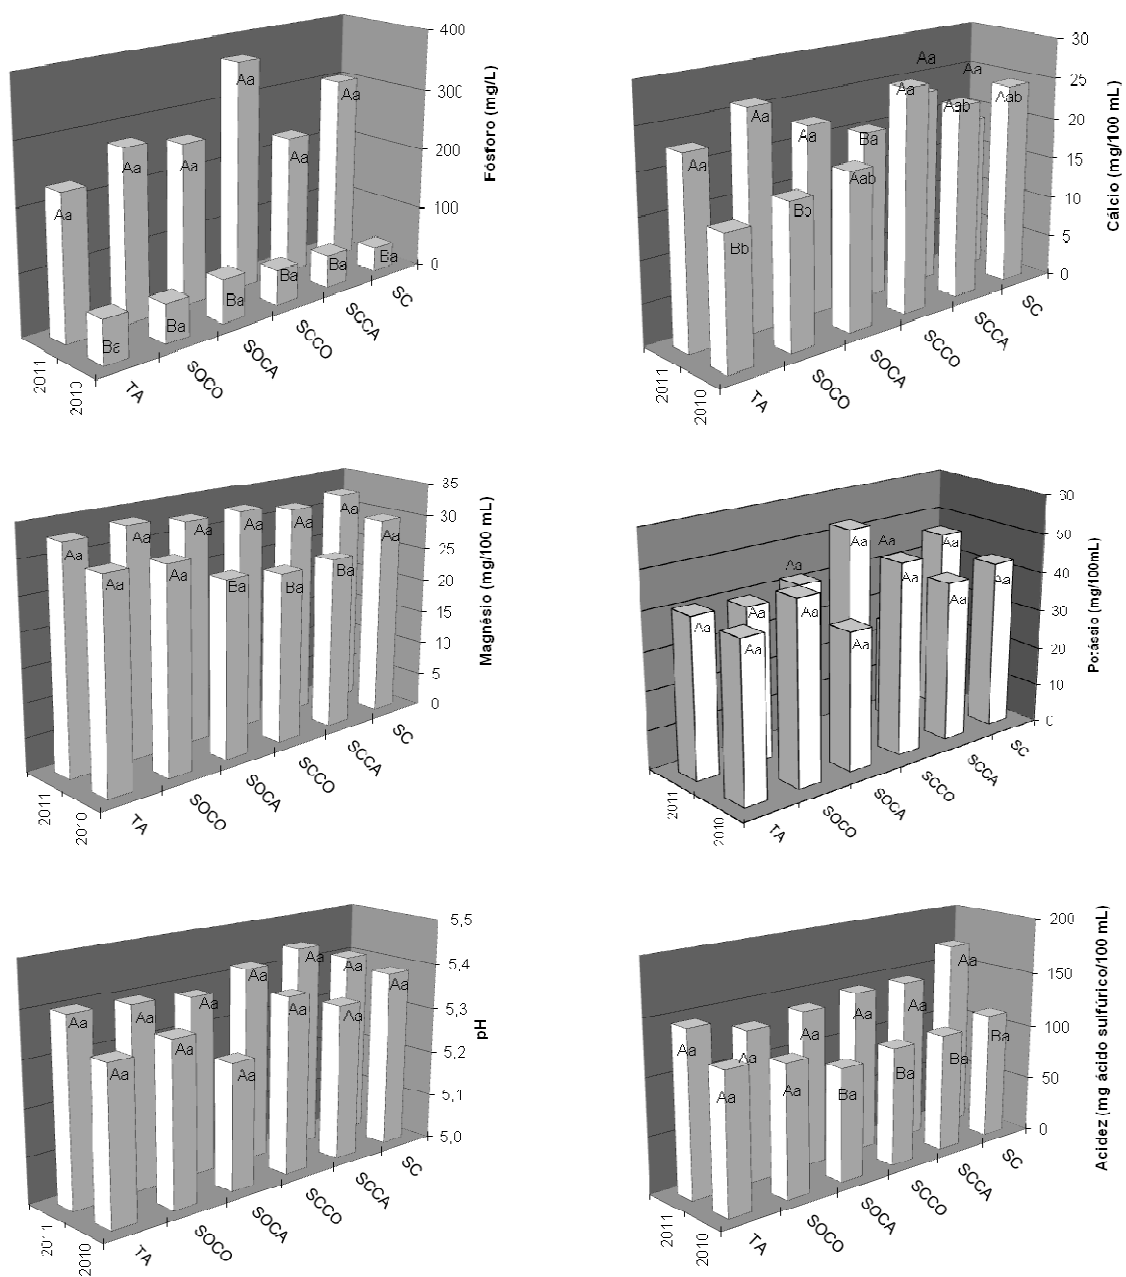 400
300
200
100
0
Fósforo (mg/L)
Aa
Aa
Aa
Aa
Aa
Aa
Ba
Ba
Ba
Ba
Ba
Ba
2011
2010
TA
SOCO
SOCA
SCCO
SCCA
SC
30
25
20
15
10
5
0
Cálcio (mg/100 mL)
Aa
Aa
Aa
Ba
Aa
Aa
Bb
Bb
Aab
Aa
Aab
Aab
2011
2010
TA
SOCO
SOCA
SCCO
SCCA
SC
35
30
25
20
15
10
5
0
Magnésio (mg/100 mL)
Aa
Aa
Aa
Aa
Aa
Aa
Aa
Aa
Ba
Ba
Ba
Aa
2011
2010
TA
SOCO
SOCA
SCCO
SCCA
SC
60
50
40
30
20
10
0
Potássio (mg/100mL)
Aa
Aa
Aa
Aa
Aa
Aa
Aa
Aa
Aa
Aa
Aa
Aa
2011
2010
TA
SOCO
SOCA
SCCO
SCCA
SC
5,5
5,4
5,3
5,2
5,1
5,0
pH
Aa
Aa
Aa
Aa
Aa
Aa
Aa
Aa
Aa
Aa
Aa
Aa
2011
2010
TA
SOCO
SOCA
SCCO
SCCA
SC
200
150
100
50
0
Acidez (mg ácido sulfúrico/100 mL)
Aa
Aa
Aa
Aa
Aa
Aa
Aa
Aa
Ba
Ba
Ba
Ba
2011
2010
TA
SOCO
SOCA
SCCO
SCCA
SC